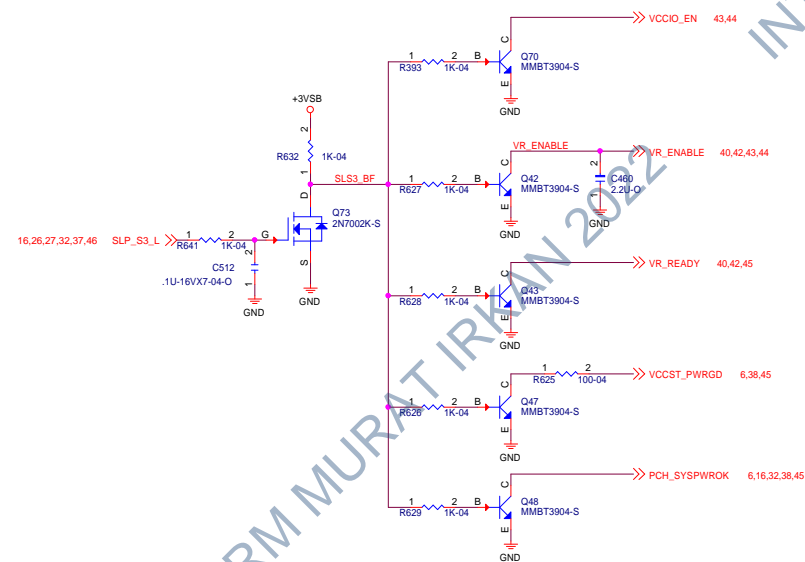 VCCIO_EN 43,44
C
1 2 B Q70
R393 1K-04 MMBT3904-S
E
GND
+3VSB
2
R632 1K-04
1
SLS3_BF
VR_ENABLE
VR_ENABLE 40,42,43,44
C
2
1 2 B Q42 C460
R627 1K-04 MMBT3904-S 2.2U-O
E 1
GND GND
D
Q73
2N7002K-S
16,26,27,32,37,46 SLP_S3_L 1 2 G
R641 1K-04
2
C512
.1U-16VX7-04-O
1
S
GND GND
VR_READY 40,42,45
C
1 2 B Q43
R628 1K-04 MMBT3904-S
E
GND
1 2 VCCST_PWRGD 6,38,45
R625 100-04
C
1 2 B Q47
R626 1K-04 MMBT3904-S
E
GND
PCH_SYSPWROK 6,16,32,38,45
C
1 2 B Q48
R629 1K-04 MMBT3904-S
E
GND
RM MURAT IRKAN 2022
IN